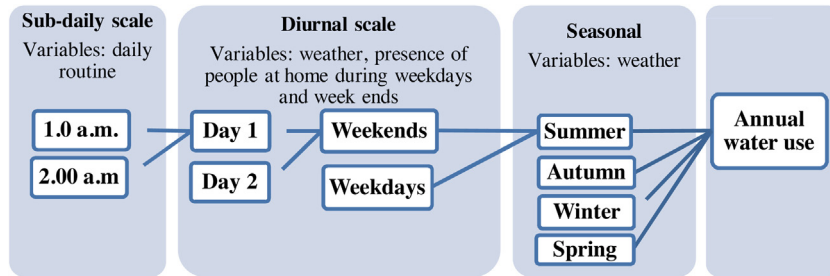 Sub-daily scale
Variables: daily
routine
1.0 a.m.
2.00 a.m
Diurnal scale
Variables: weather, presence of
people at home during weekdays
and week ends
Day 1
Day 2
Weekends
Weekdays
Seasonal
Variables: weather
Summer
Autumn
Winter
Spring
Annual
water use